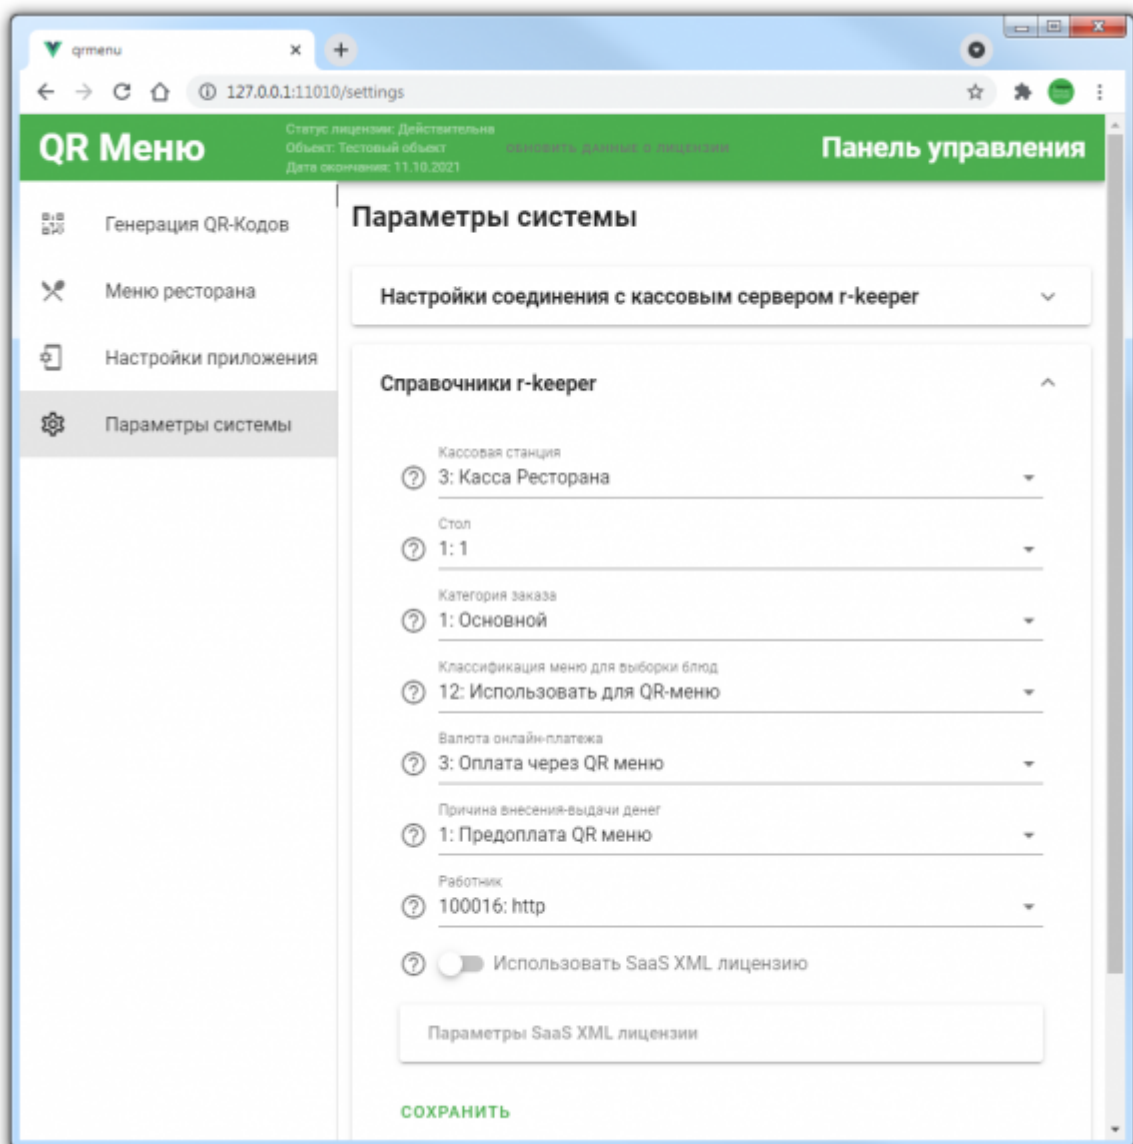 qrmenu
127.0.0.1:11010/settings
QR Меню
Статус лицензии: Действительна
Объект: Тестовый объект
Дата окончания: 11.10.2021
ОБНОВИТЬ ДАННЫЕ О ЛИЦЕНЗИИ
Панель управления
Генерация QR-Кодов
Меню ресторана
Настройки приложения
Параметры системы
Параметры системы
Настройки соединения с кассовым сервером r-keeper
Справочники r-keeper
Кассовая станция
3: Касса Ресторана
Стол
1: 1
Категория заказа
1: Основной
Классификация меню для выборки блюд
12: Использовать для QR-меню
Валюта онлайн-платежа
3: Оплата через QR меню
Причина внесения-выдачи денег
1: Предоплата QR меню
Работник
100016: http
Использовать SaaS XML лицензию
Параметры SaaS XML лицензии
СОХРАНИТЬ